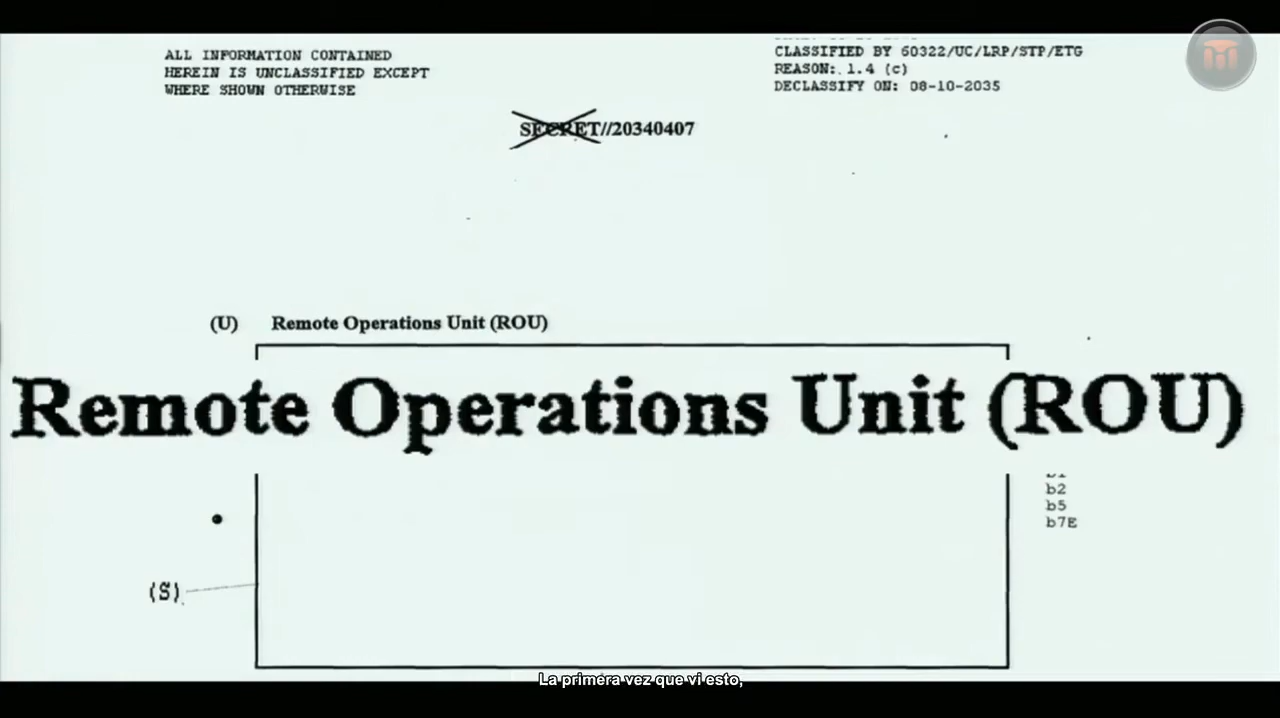 ALL INFORMATION CONTAINED
HEREIN IS UNCLASSIFIED EXCEPT
WHERE SHOWN OTHERWISE
CLASSIFIED BY 60322/UC/LRP/STP/ETG
REASON: 1.4 (c)
DECLASSIFY ON: 08-10-2035
SECRET//20340407
(U) Remote Operations Unit (ROU)
Remote Operations Unit (ROU)
b2
b5
b7E
(S)
La primera vez que vi esto,